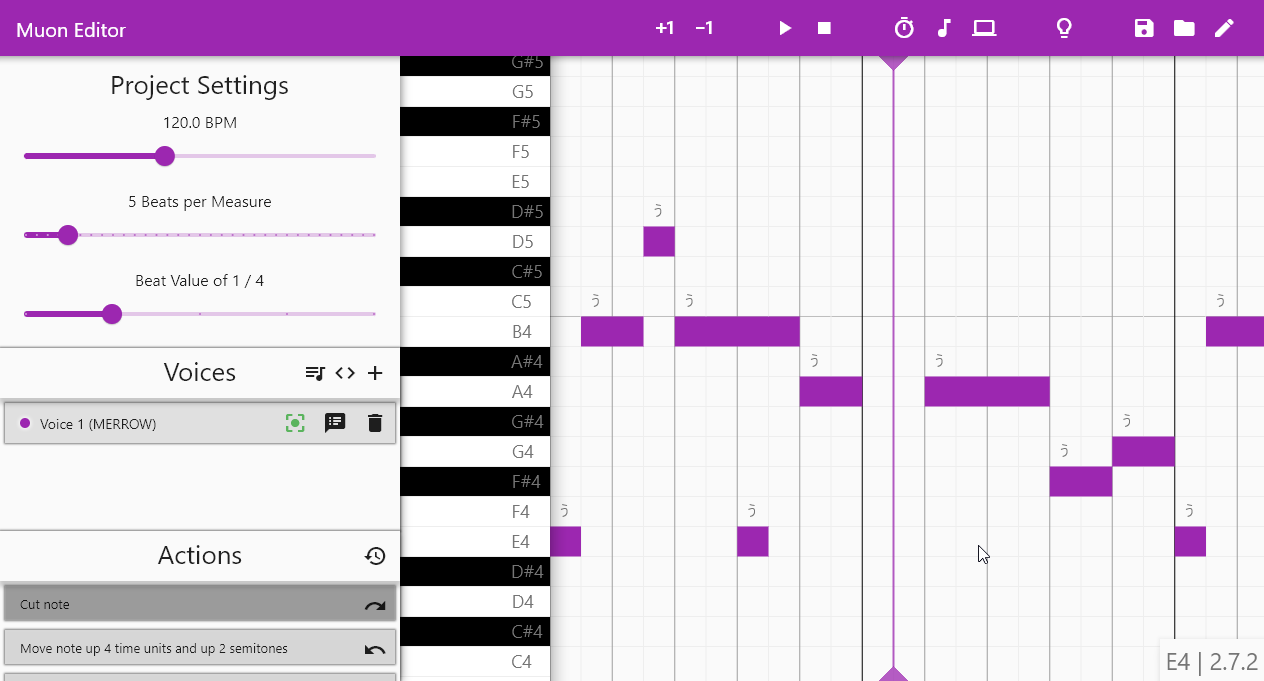 Muon Editor
+1 −1
Project Settings
120.0 BPM
5 Beats per Measure
Beat Value of 1 / 4
Voices
Voice 1 (MERROW)
Actions
Cut note
Move note up 4 time units and up 2 semitones
G#5
G5
F#5
F5
E5
D#5
D5
C#5
C5
B4
A#4
A4
G#4
G4
F#4
F4
E4
D#4
D4
C#4
C4
う
う う う
う う
う
う
う う う
E4 | 2.7.2